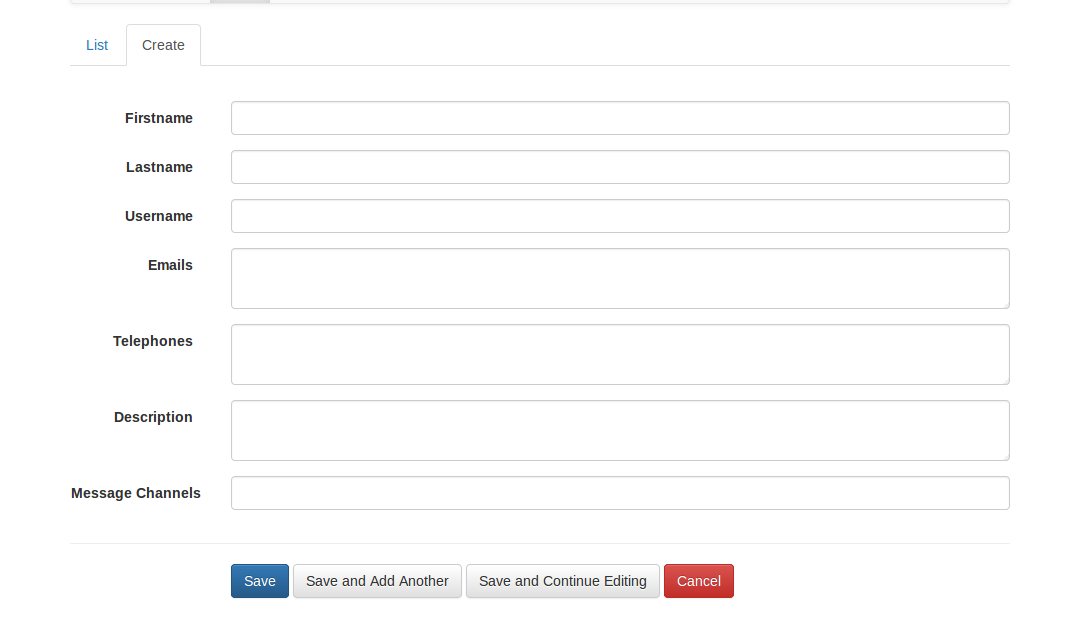 List Create
Firstname
Lastname
Username
Emails
Telephones
Description
Message Channels
Save Save and Add Another Save and Continue Editing Cancel